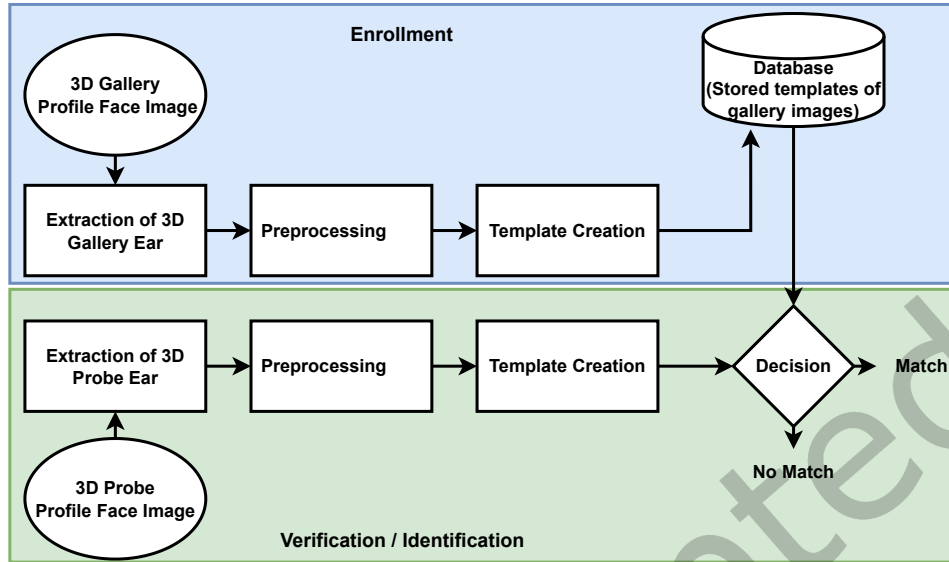 Enrollment
3D Gallery
Profile Face Image
Database
(Stored templates of
gallery images)
Extraction of 3D
Gallery Ear
Preprocessing
Template Creation
Extraction of 3D
Probe Ear
Preprocessing
Template Creation
Decision
Match
No Match
3D Probe
Profile Face Image
Verification / Identification